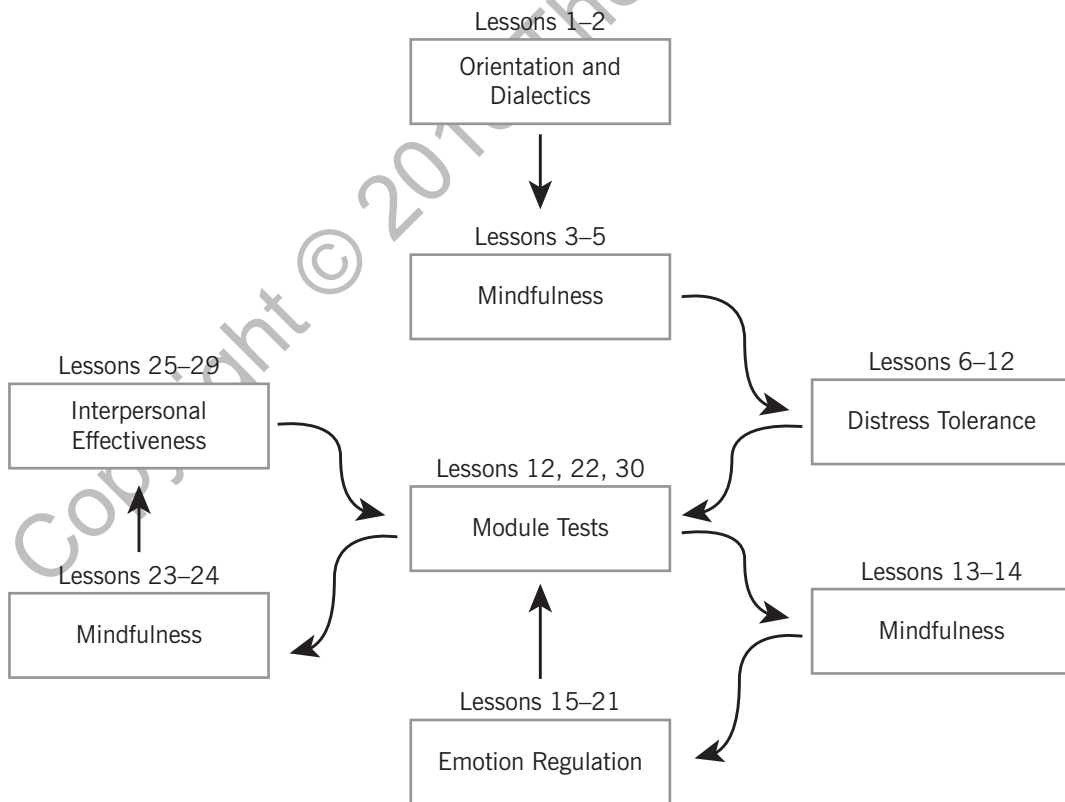 Lessons 1–2
Orientation and
Dialectics
Lessons 3–5
Mindfulness
Lessons 6–12
Distress Tolerance
Lessons 12, 22, 30
Module Tests
Lessons 13–14
Mindfulness
Lessons 15–21
Emotion Regulation
Lessons 23–24
Mindfulness
Lessons 25–29
Interpersonal
Effectiveness
Copyright ©